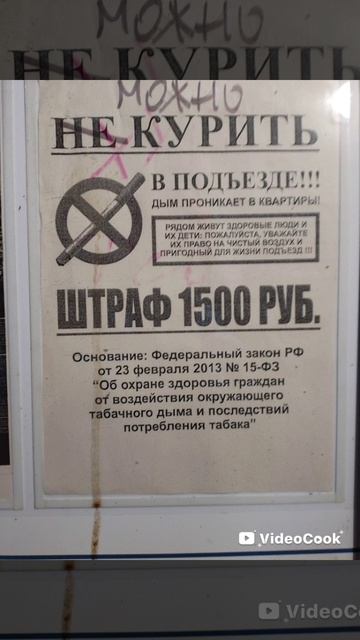 МОЖНО
НЕ КУРИТЬ
МОЖНО
НЕ КУРИТЬ
В ПОДЪЕЗДЕ!!!
ДЫМ ПРОНИКАЕТ В КВАРТИРЫ!
РЯДОМ ЖИВУТ ЗДОРОВЫЕ ЛЮДИ И
ИХ ДЕТИ: ПОЖАЛУЙСТА, УВАЖАЙТЕ
ИХ ПРАВО НА ЧИСТЫЙ ВОЗДУХ И
ПРИГОДНЫЙ ДЛЯ ЖИЗНИ ПОДЪЕЗД !!!
ШТРАФ 1500 РУБ.
Основание: Федеральный закон РФ
от 23 февраля 2013 № 15-ФЗ
"Об охране здоровья граждан
от воздействия окружающего
табачного дыма и последствий
потребления табака"
VideoCook
VideoC